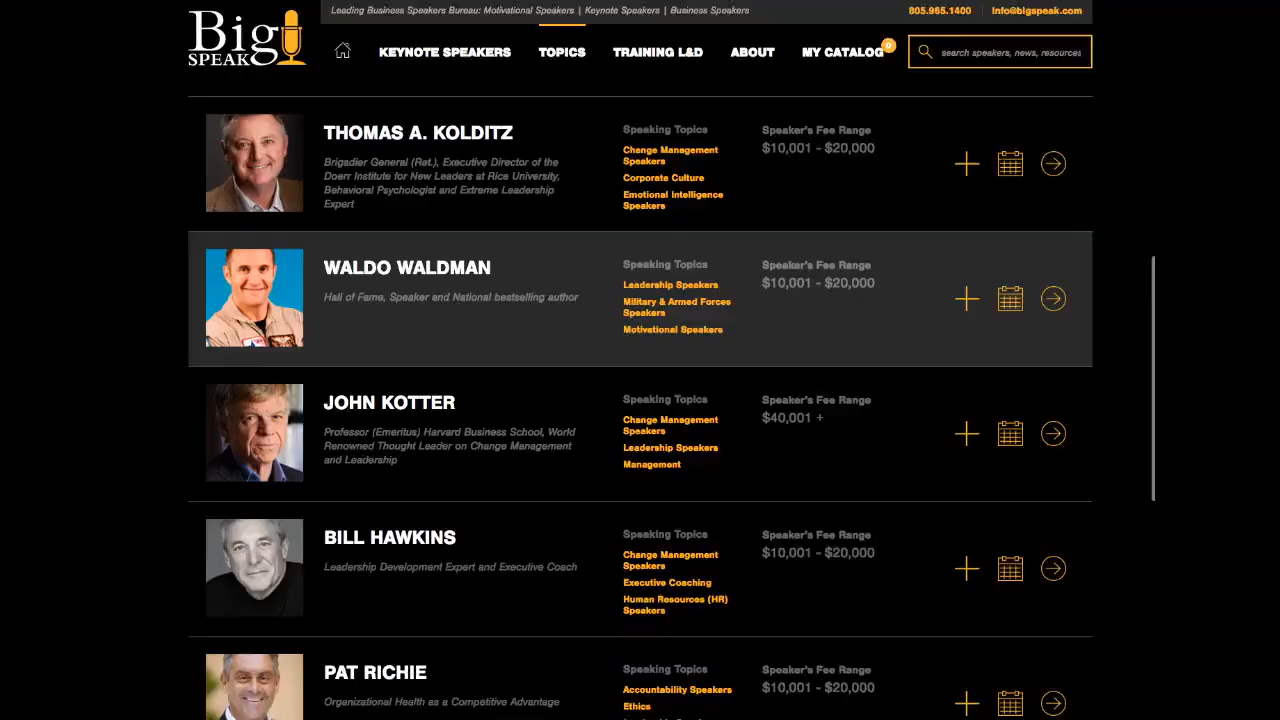 Leading Business Speakers Bureau: Motivational Speakers | Keynote Speakers | Business Speakers
805.965.1400
info@bigspeak.com
Big
SPEAK
KEYNOTE SPEAKERS
TOPICS
TRAINING L&D
ABOUT
MY CATALOG
0
search speakers, news, resources
THOMAS A. KOLDITZ
Brigadier General (Ret.), Executive Director of the
Doerr Institute for New Leaders at Rice University,
Behavioral Psychologist and Extreme Leadership
Expert
Speaking Topics
Change Management
Speakers
Corporate Culture
Emotional Intelligence
Speakers
Speaker's Fee Range
$10,001 - $20,000
WALDO WALDMAN
Hall of Fame, Speaker and National bestselling author
Speaking Topics
Leadership Speakers
Military & Armed Forces
Speakers
Motivational Speakers
Speaker's Fee Range
$10,001 - $20,000
JOHN KOTTER
Professor (Emeritus) Harvard Business School, World
Renowned Thought Leader on Change Management
and Leadership
Speaking Topics
Change Management
Speakers
Leadership Speakers
Management
Speaker's Fee Range
$40,001 +
BILL HAWKINS
Leadership Development Expert and Executive Coach
Speaking Topics
Change Management
Speakers
Executive Coaching
Human Resources (HR)
Speakers
Speaker's Fee Range
$10,001 - $20,000
PAT RICHIE
Organizational Health as a Competitive Advantage
Speaking Topics
Accountability Speakers
Ethics
Speaker's Fee Range
$10,001 - $20,000